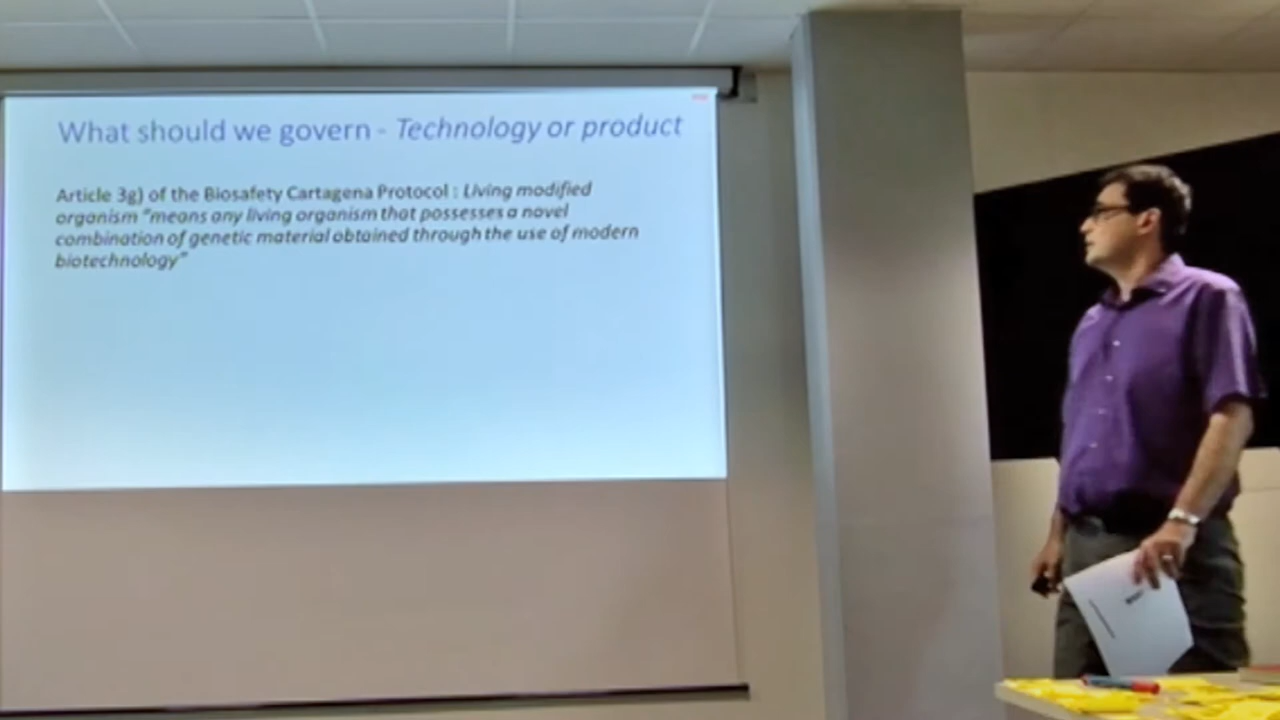 What should we govern - Technology or product
Article 3g) of the Biosafety Cartagena Protocol : Living modified
organism "means any living organism that possesses a novel
combination of genetic material obtained through the use of modern
biotechnology"